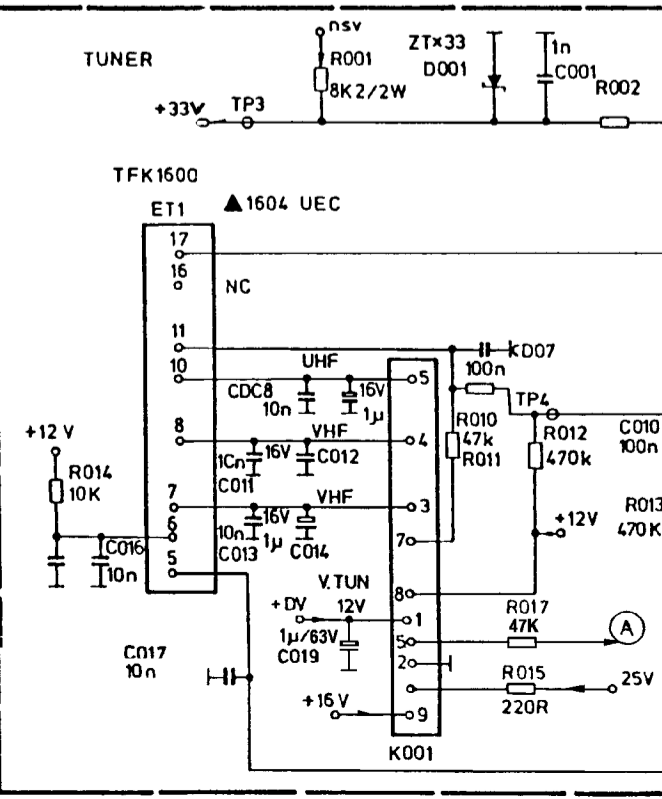 nsv
TUNER
R001
8K2/2W
ZTx33
D001
1n
C001
R002
+33V
TP3
TFK1600
ET1
▲1604 UEC
17
16
NC
11
10
UHF
CDC8
10n
16V
1µ
5
KD07
100n
TP4
R010
47k
R011
R012
470k
C010
100n
8
VHF
1Cn
C011
16V
C012
4
+12 V
R014
10K
7
VHF
10n
C013
16V
1µ
C014
3
7
+12V
R013
470K
6
C016
10n
5
8
V.TUN
+DV
12V
1
1µ/63V
C019
5
R017
47K
A
2
C017
10n
R015
220R
25V
+16 V
9
K001